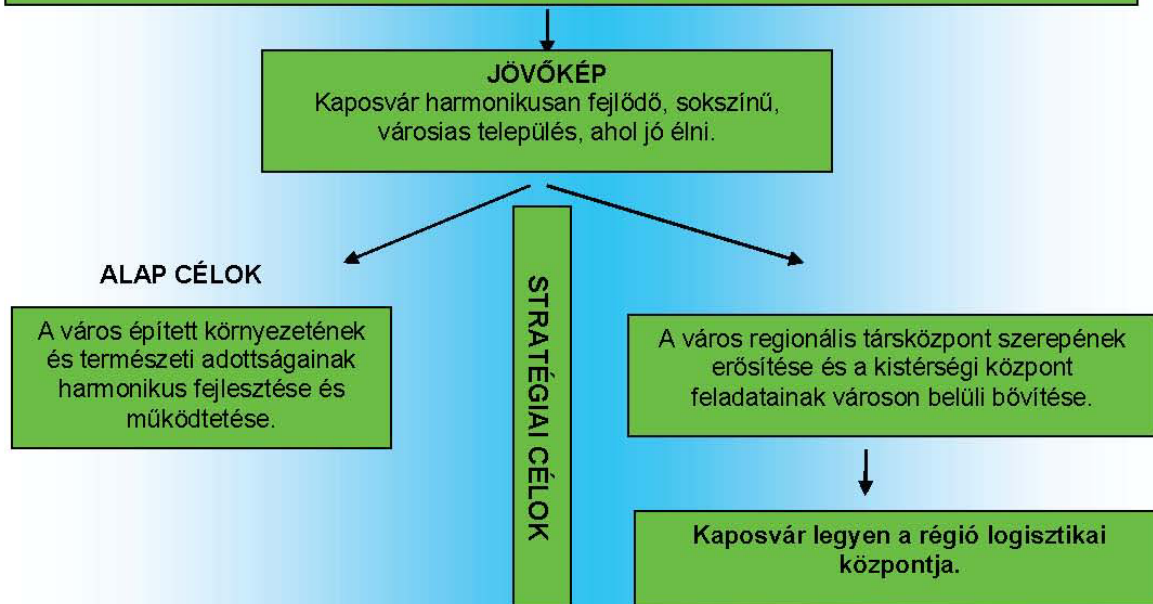 JÖVŐKÉP
Kaposvár harmonikusan fejlődő, sokszínű,
városias település, ahol jó élni.
ALAP CÉLOK
A város épített környezetének
és természeti adottságainak
harmonikus fejlesztése és
működtetése.
STRATÉGIAI CÉLOK
A város regionális társközpont szerepének
erősítése és a kistérségi központ
feladatainak városon belüli bővítése.
Kaposvár legyen a régió logisztikai
központja.